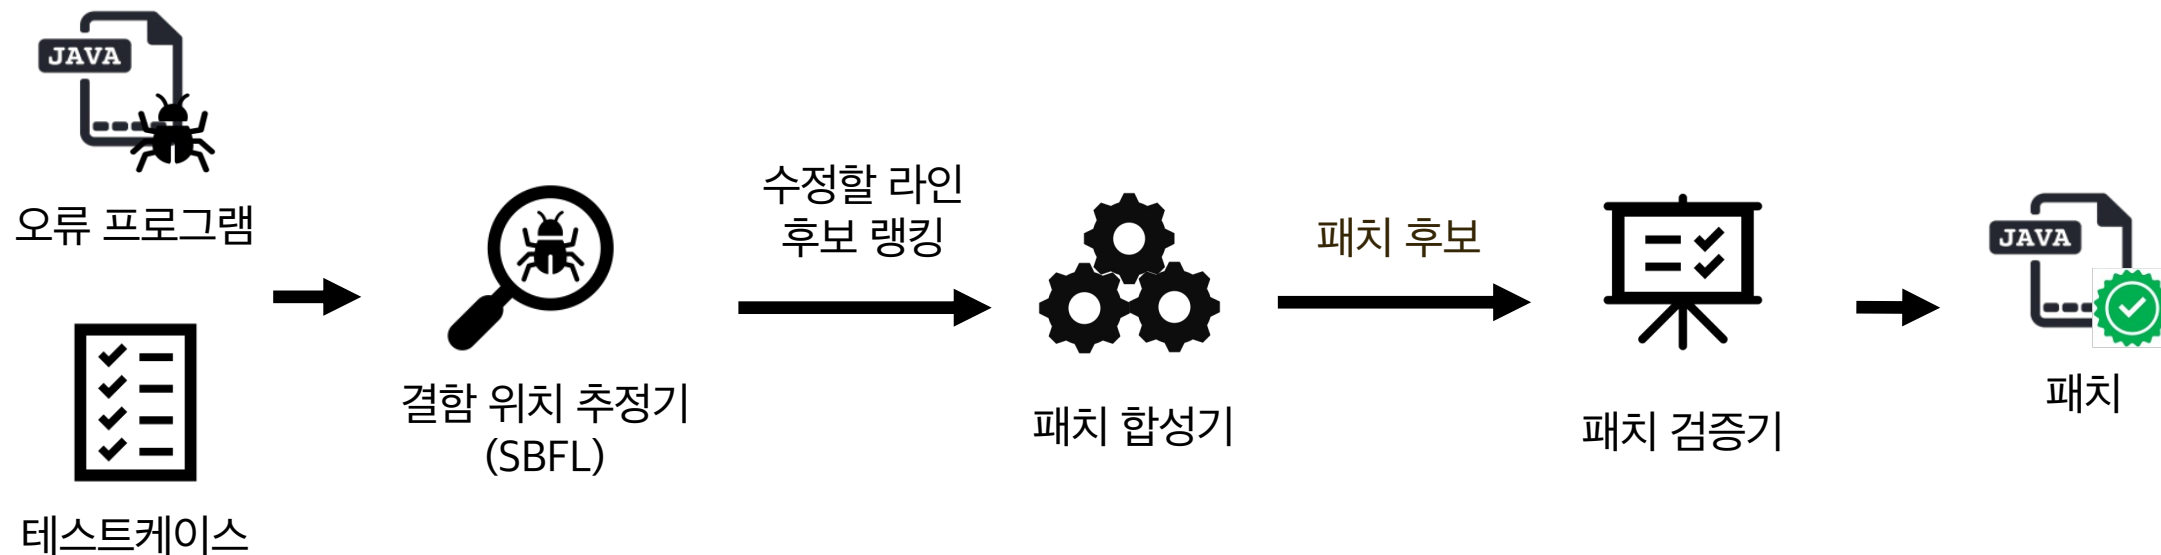 JAVA
오류 프로그램
테스트케이스
결함 위치 추정기
(SBFL)
수정할 라인
후보 랭킹
패치 합성기
패치 후보
패치 검증기
JAVA
패치